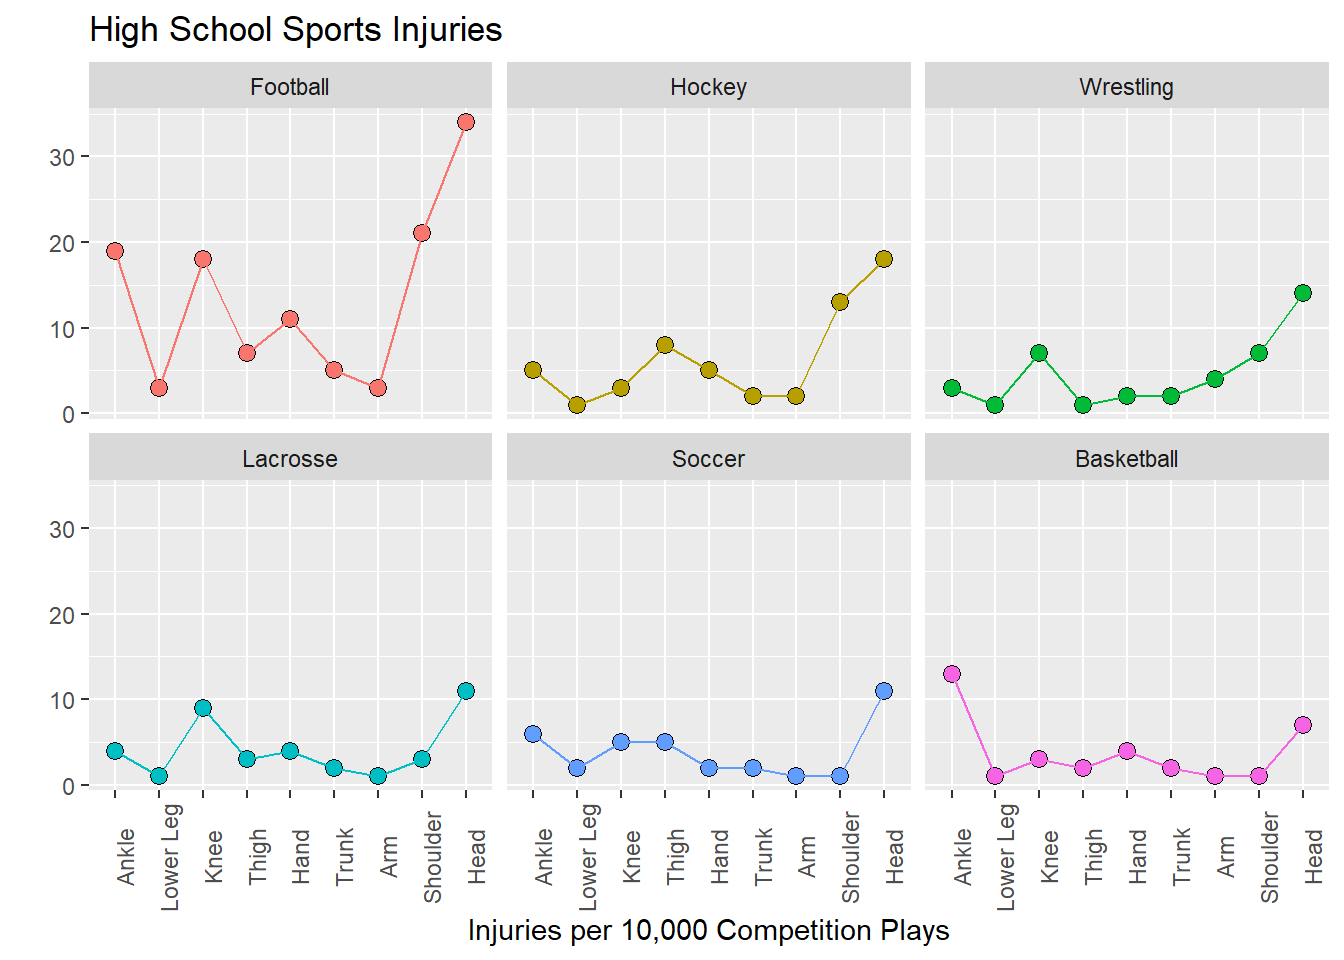 High School Sports Injuries
Football Hockey Wrestling
30
20
10
0
Lacrosse Soccer Basketball
30
20
10
0
Ankle Lower Leg Knee Thigh Hand Trunk Arm Shoulder Head Ankle Lower Leg Knee Thigh Hand Trunk Arm Shoulder Head Ankle Lower Leg Knee Thigh Hand Trunk Arm Shoulder Head
Injuries per 10,000 Competition Plays